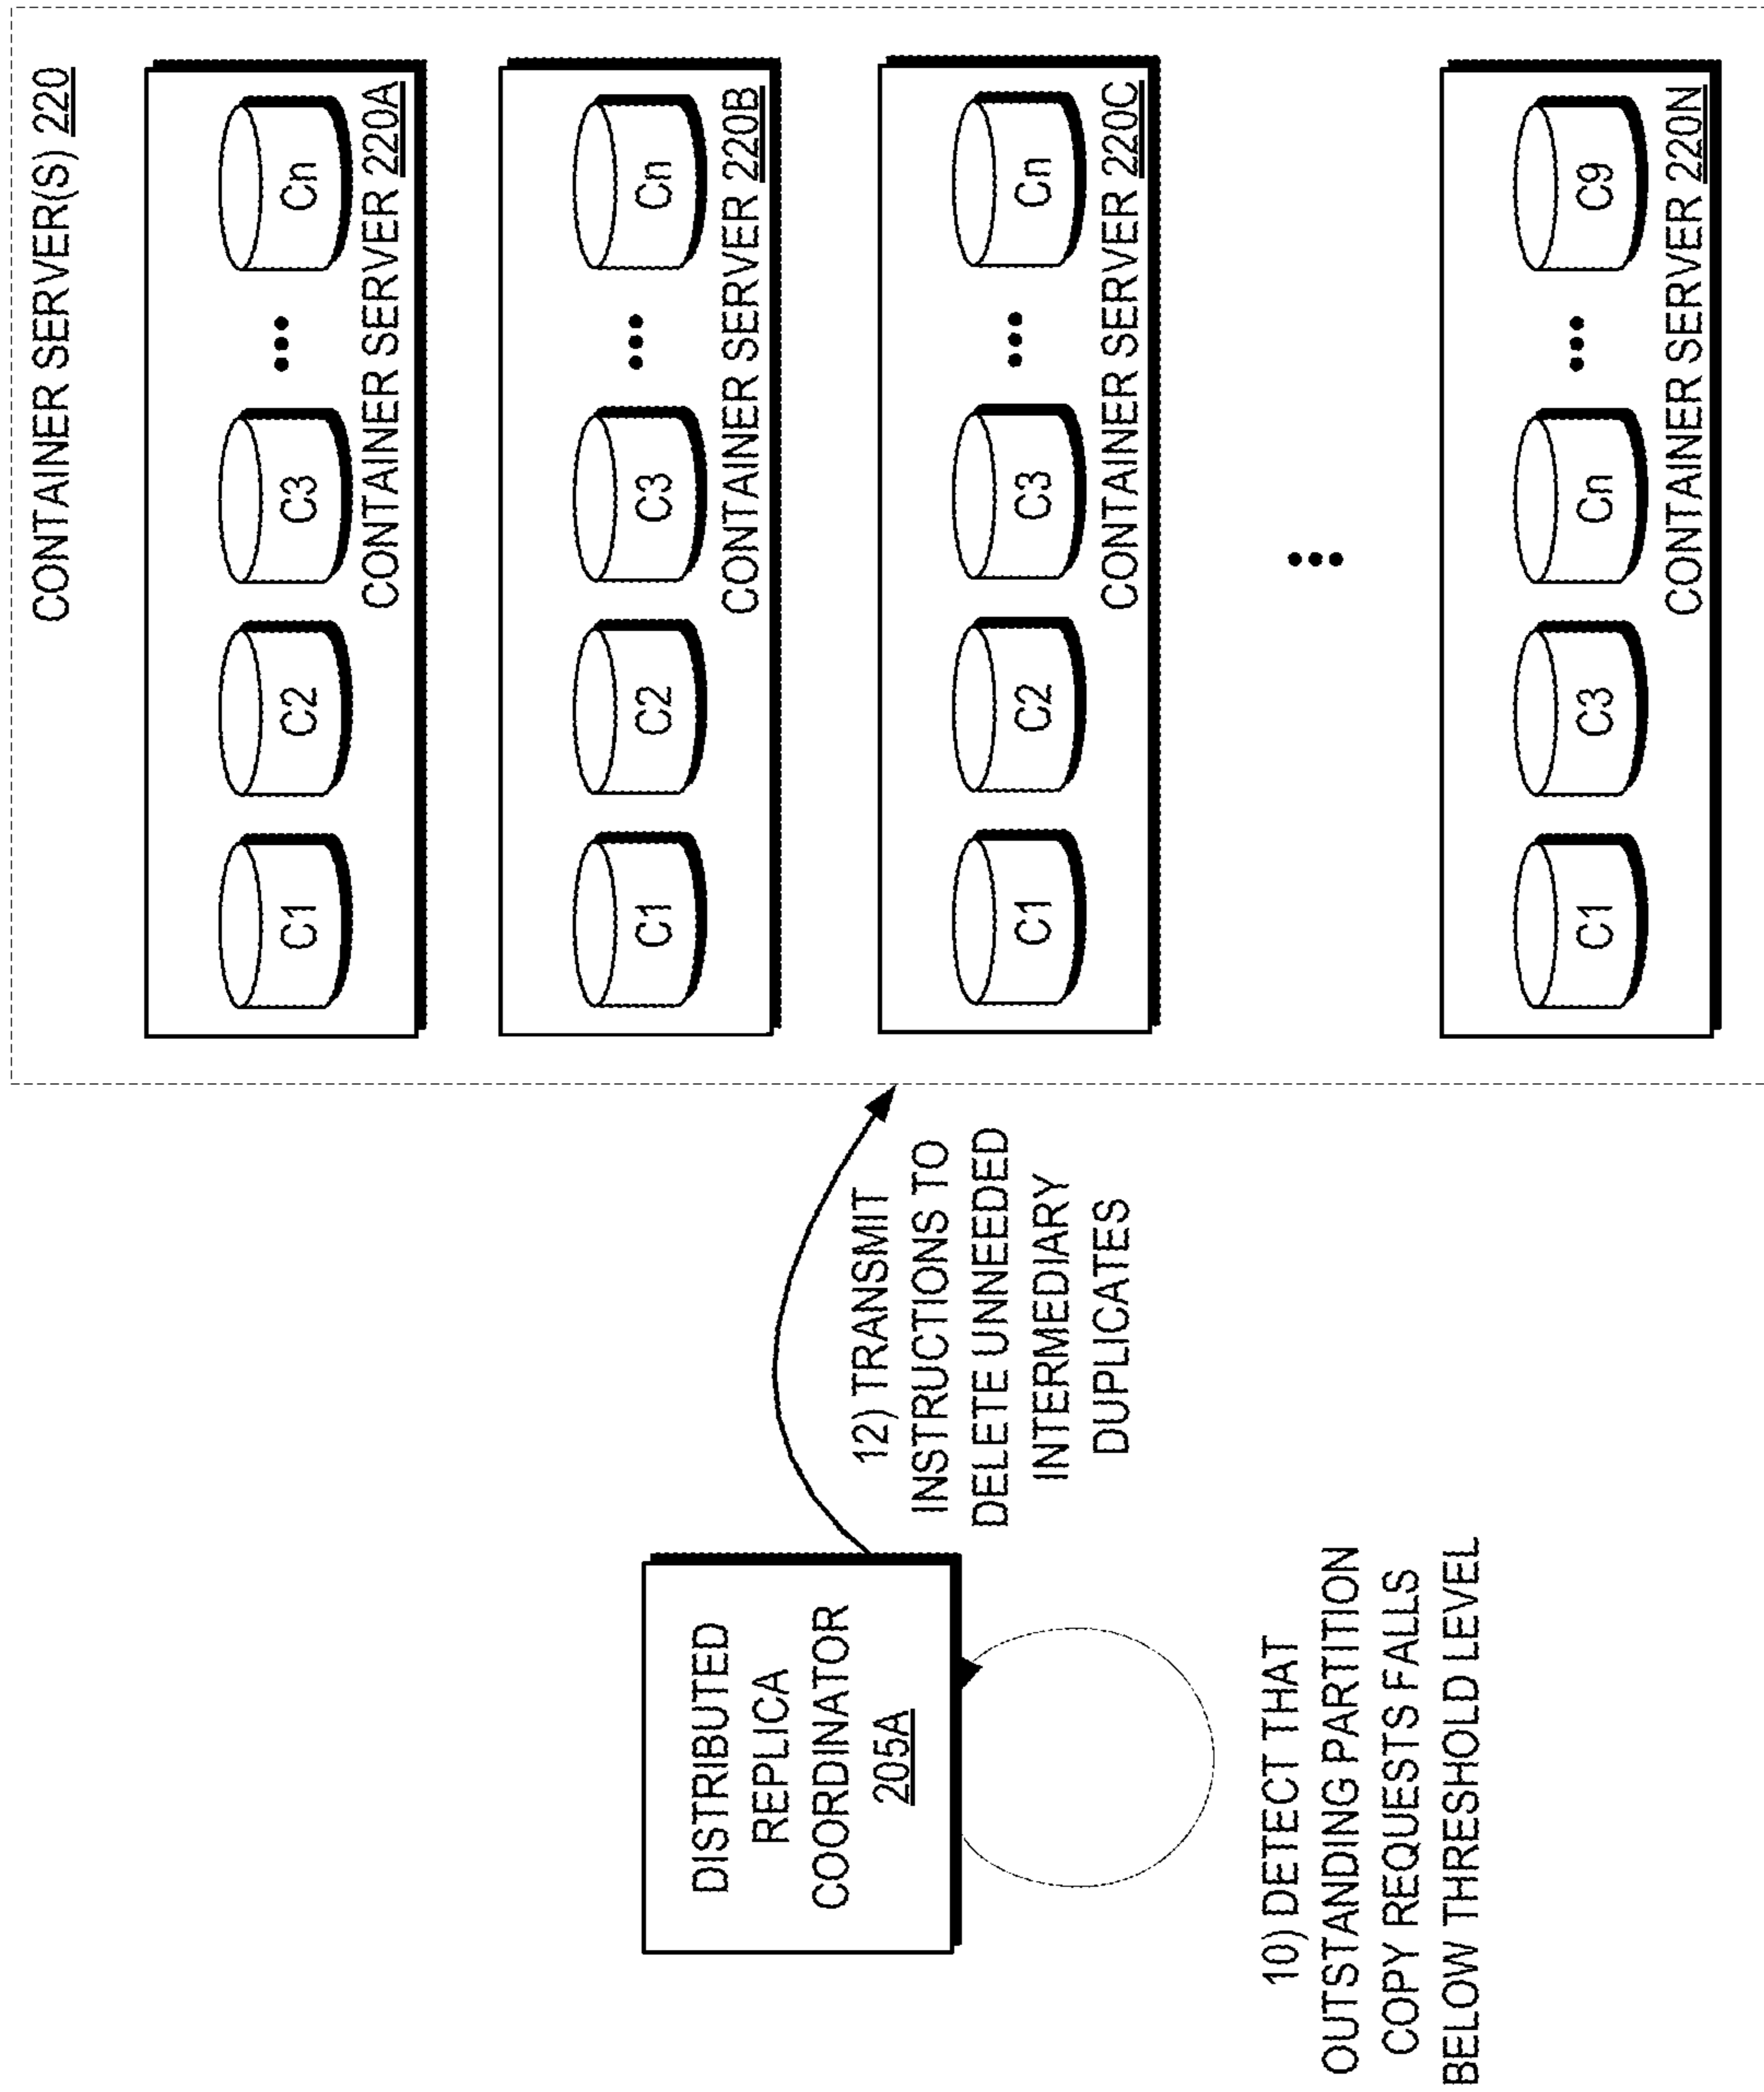 CONTAINER SERVER(S) 220
C1
C2
C3
•••
Cn
CONTAINER SERVER 220A
C1
C2
C3
•••
Cn
CONTAINER SERVER 220B
C1
C2
C3
•••
Cn
CONTAINER SERVER 220C
•••
C1
C3
Cn
•••
C9
CONTAINER SERVER 220N
DISTRIBUTED
REPLICA
COORDINATOR
205A
12) TRANSMIT
INSTRUCTIONS TO
DELETE UNNEEDED
INTERMEDIARY
DUPLICATES
10) DETECT THAT
OUTSTANDING PARTITION
COPY REQUESTS FALLS
BELOW THRESHOLD LEVEL